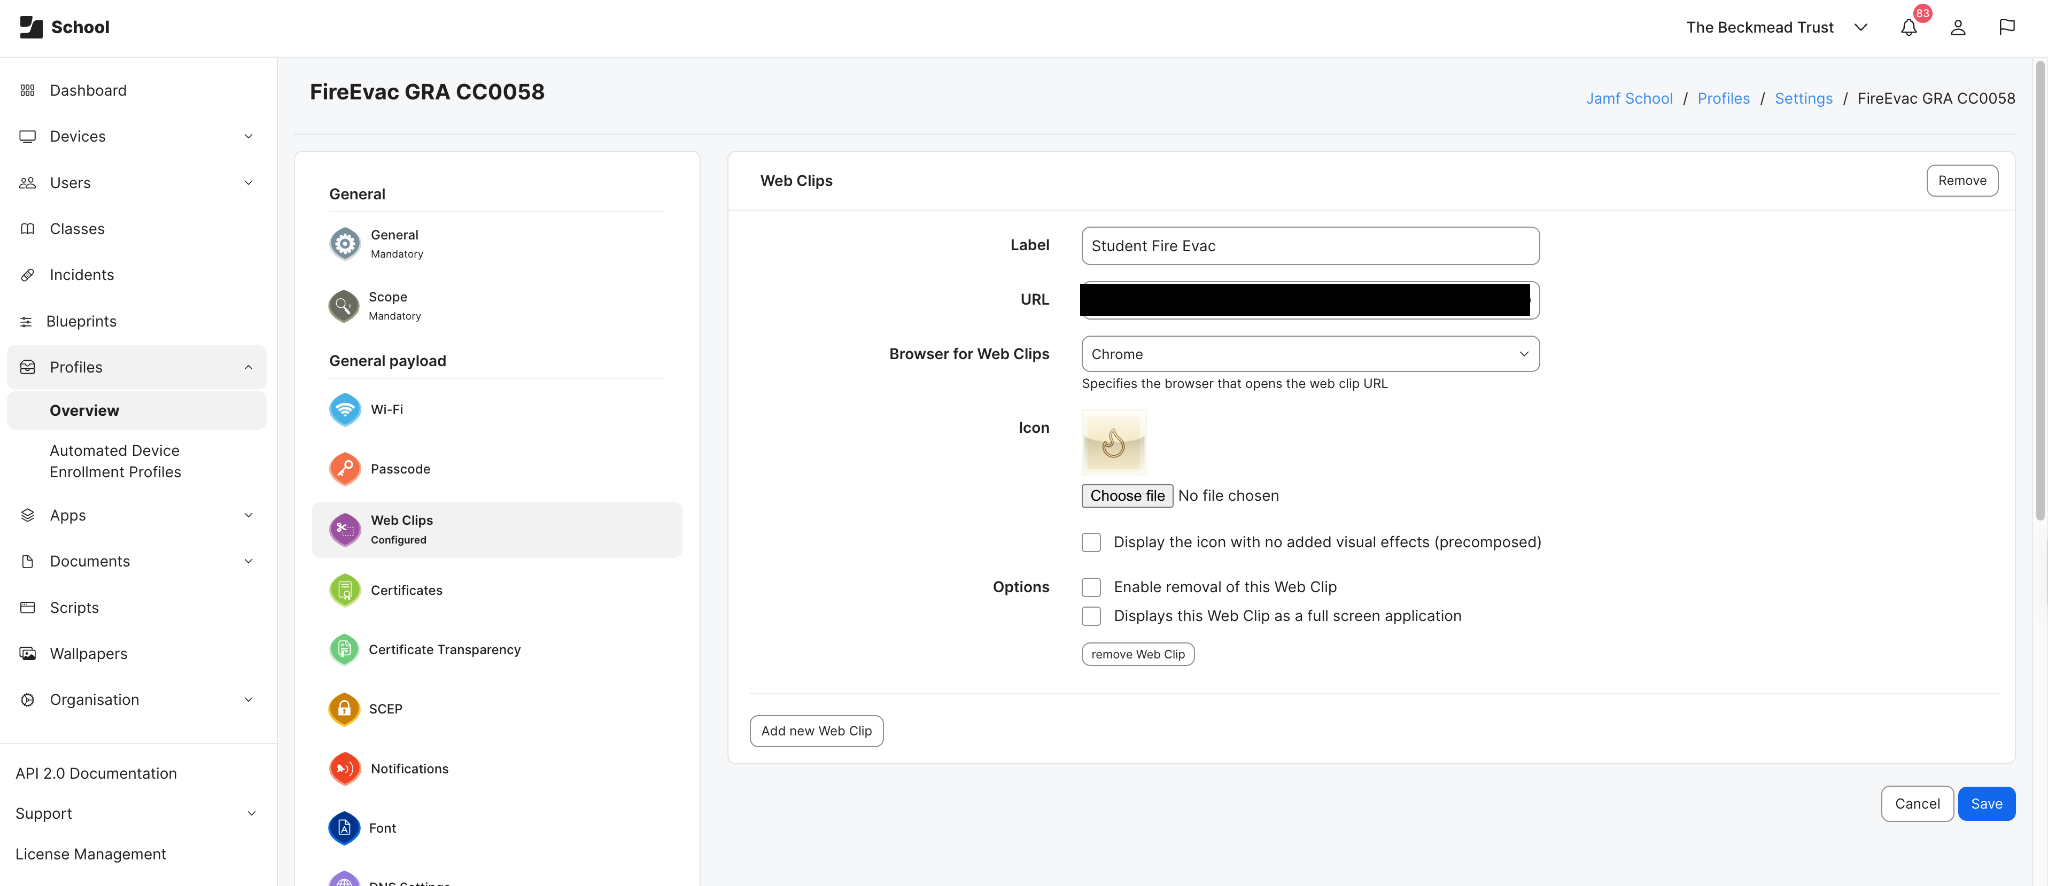 School
The Beckmead Trust
83
Dashboard
Devices
Users
Classes
Incidents
Blueprints
Profiles
Overview
Automated Device
Enrollment Profiles
Apps
Documents
Scripts
Wallpapers
Organisation
API 2.0 Documentation
Support
License Management
FireEvac GRA CC0058
Jamf School / Profiles / Settings / FireEvac GRA CC0058
General
General
Mandatory
Scope
Mandatory
General payload
Wi-Fi
Passcode
Web Clips
Configured
Certificates
Certificate Transparency
SCEP
Notifications
Font
DNS Settings
Web Clips
Remove
Label
Student Fire Evac
URL
Browser for Web Clips
Chrome
Specifies the browser that opens the web clip URL
Icon
Choose file No file chosen
Display the icon with no added visual effects (precomposed)
Options
Enable removal of this Web Clip
Displays this Web Clip as a full screen application
remove Web Clip
Add new Web Clip
Cancel
Save